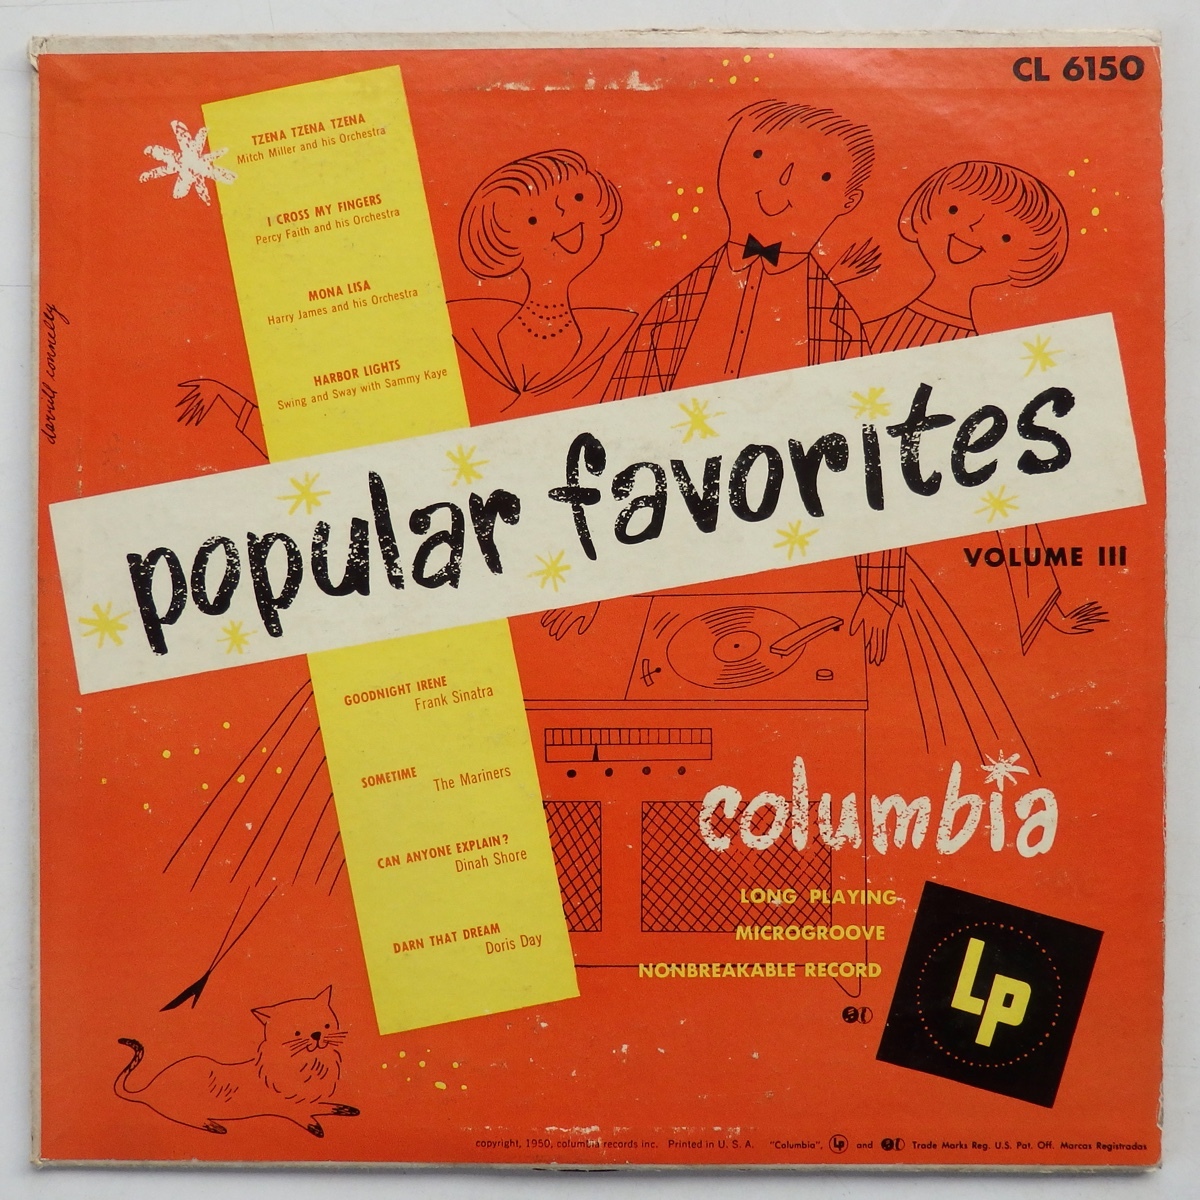 CL 6150
TZENA TZENA TZENA
Mitch Miller and his Orchestra
I CROSS MY FINGERS
Percy Faith and his Orchestra
MONA LISA
Harry James and his Orchestra
HARBOR LIGHTS
Swing and Sway with Sammy Kaye
popular favorites
VOLUME III
GOODNIGHT IRENE
Frank Sinatra
SOMETIME The Mariners
CAN ANYONE EXPLAIN?
Dinah Shore
DARN THAT DREAM
Doris Day
columbia
LONG PLAYING
MICROGROOVE
NONBREAKABLE RECORD
LP
copyright, 1950, columbia records inc. Printed in U. S. A. "Columbia", LP and Trade Marks Reg. U.S. Pat. Off. Marcas Registradas